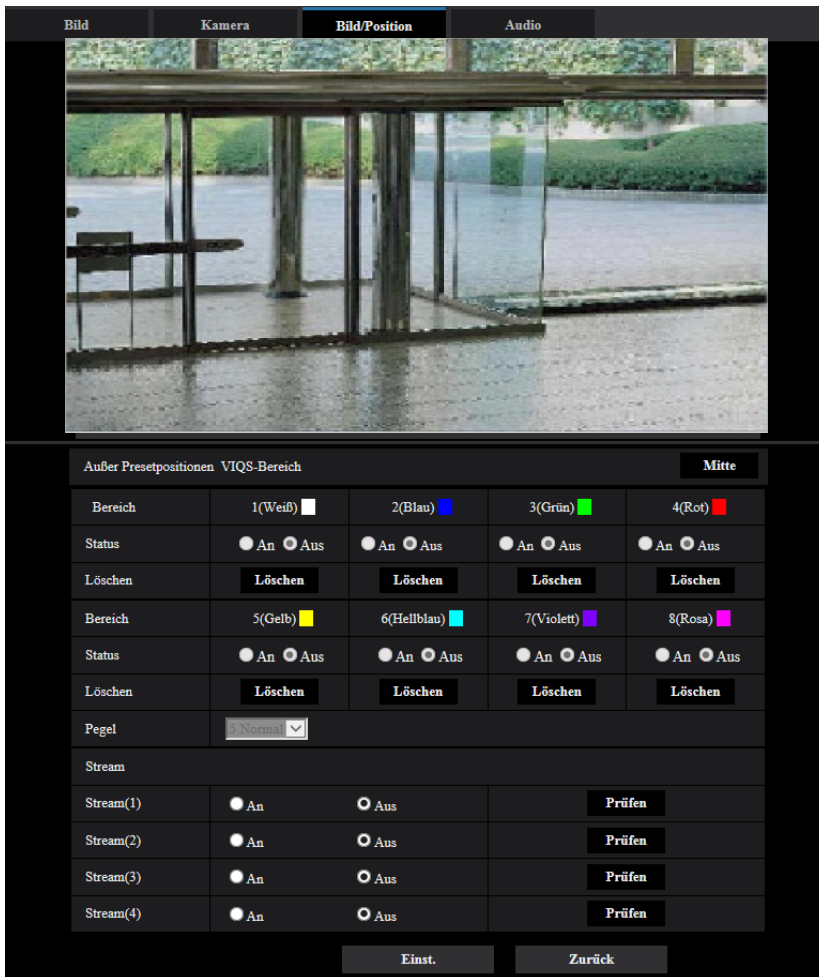 Bild Kamera Bild/Position Audio
Außer Presetpositionen VIQS-Bereich Mitte
Bereich 1(Weiß) 2(Blau) 3(Grün) 4(Rot)
Status An Aus An Aus An Aus An Aus
Löschen Löschen Löschen Löschen Löschen
Bereich 5(Gelb) 6(Hellblau) 7(Violett) 8(Rosa)
Status An Aus An Aus An Aus An Aus
Löschen Löschen Löschen Löschen Löschen
Pegel 5 Normal
Stream
Stream(1) An Aus Prüfen
Stream(2) An Aus Prüfen
Stream(3) An Aus Prüfen
Stream(4) An Aus Prüfen
Einst. Zurück